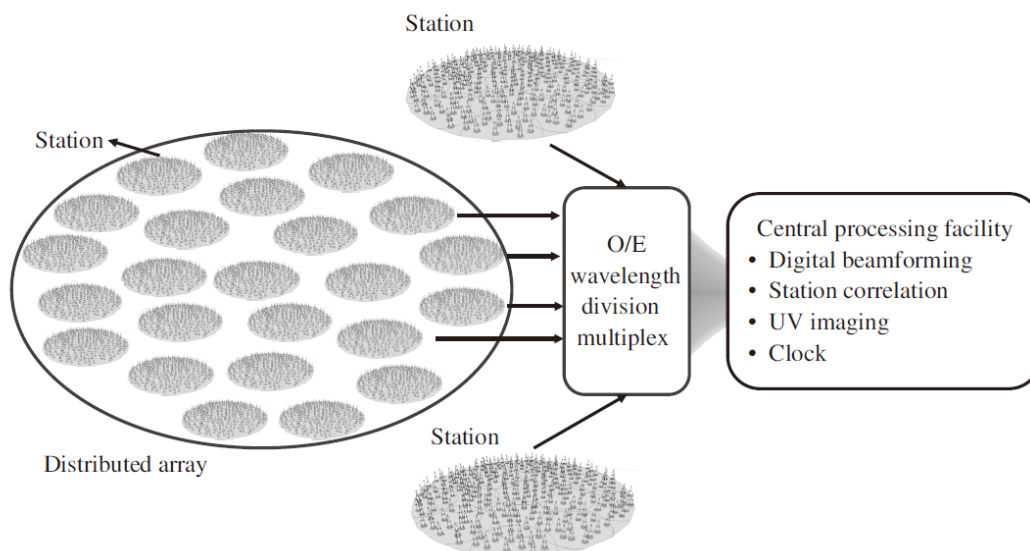 Station
Station
O/E
wavelength
division
multiplex
Central processing facility
• Digital beamforming
• Station correlation
• UV imaging
• Clock
Station
Distributed array